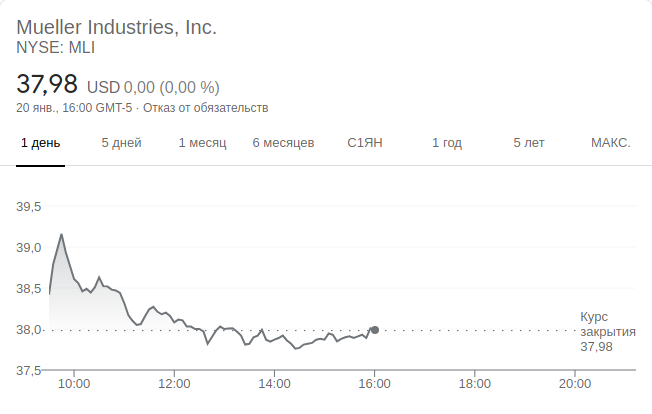 Mueller Industries, Inc.
NYSE: MLI
37,98 USD 0,00 (0,00 %)
20 янв., 16:00 GMT-5 · Отказ от обязательств
1 день 5 дней 1 месяц 6 месяцев С1ЯН 1 год 5 лет МАКС.
39,5
39,0
38,5
38,0
37,5
Курс
закрытия
37,98
10:00 12:00 14:00 16:00 18:00 20:00